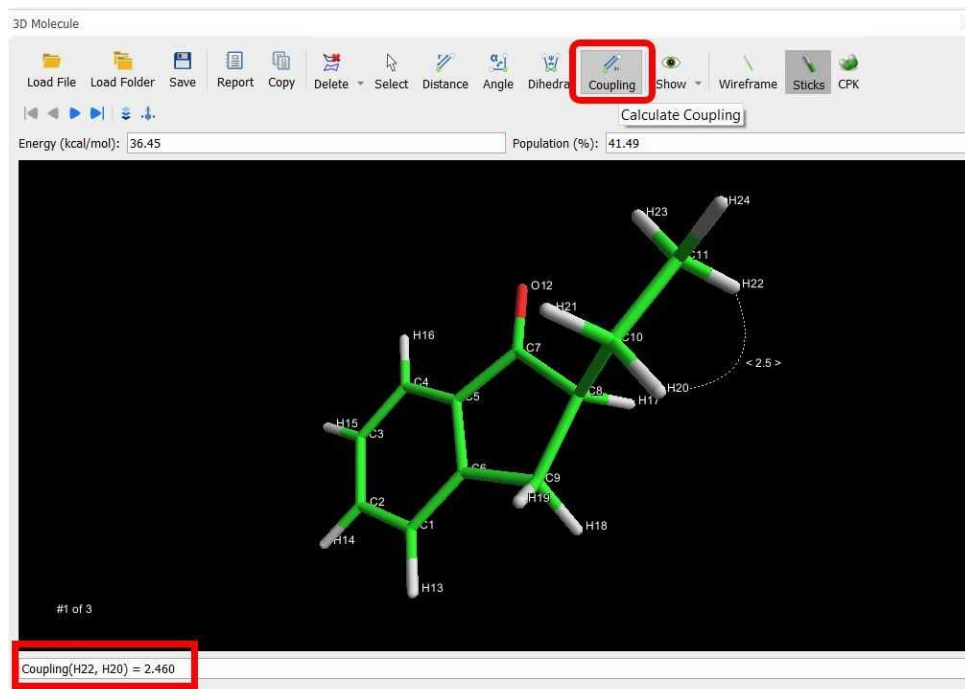 3D Molecule
Load File Load Folder Save Report Copy Delete Select Distance Angle Dihedra Coupling Show Wireframe Sticks CPK
Calculate Coupling
Energy (kcal/mol): 36.45 Population (%): 41.49
H24
H23
C11
H22
O12
H21
H16
C10
C7
< 2.5 >
C4
H20
C8
H17
C5
H15
C3
C6
C9
H19
C2
C1
H18
H14
H13
#1 of 3
Coupling(H22, H20) = 2.460